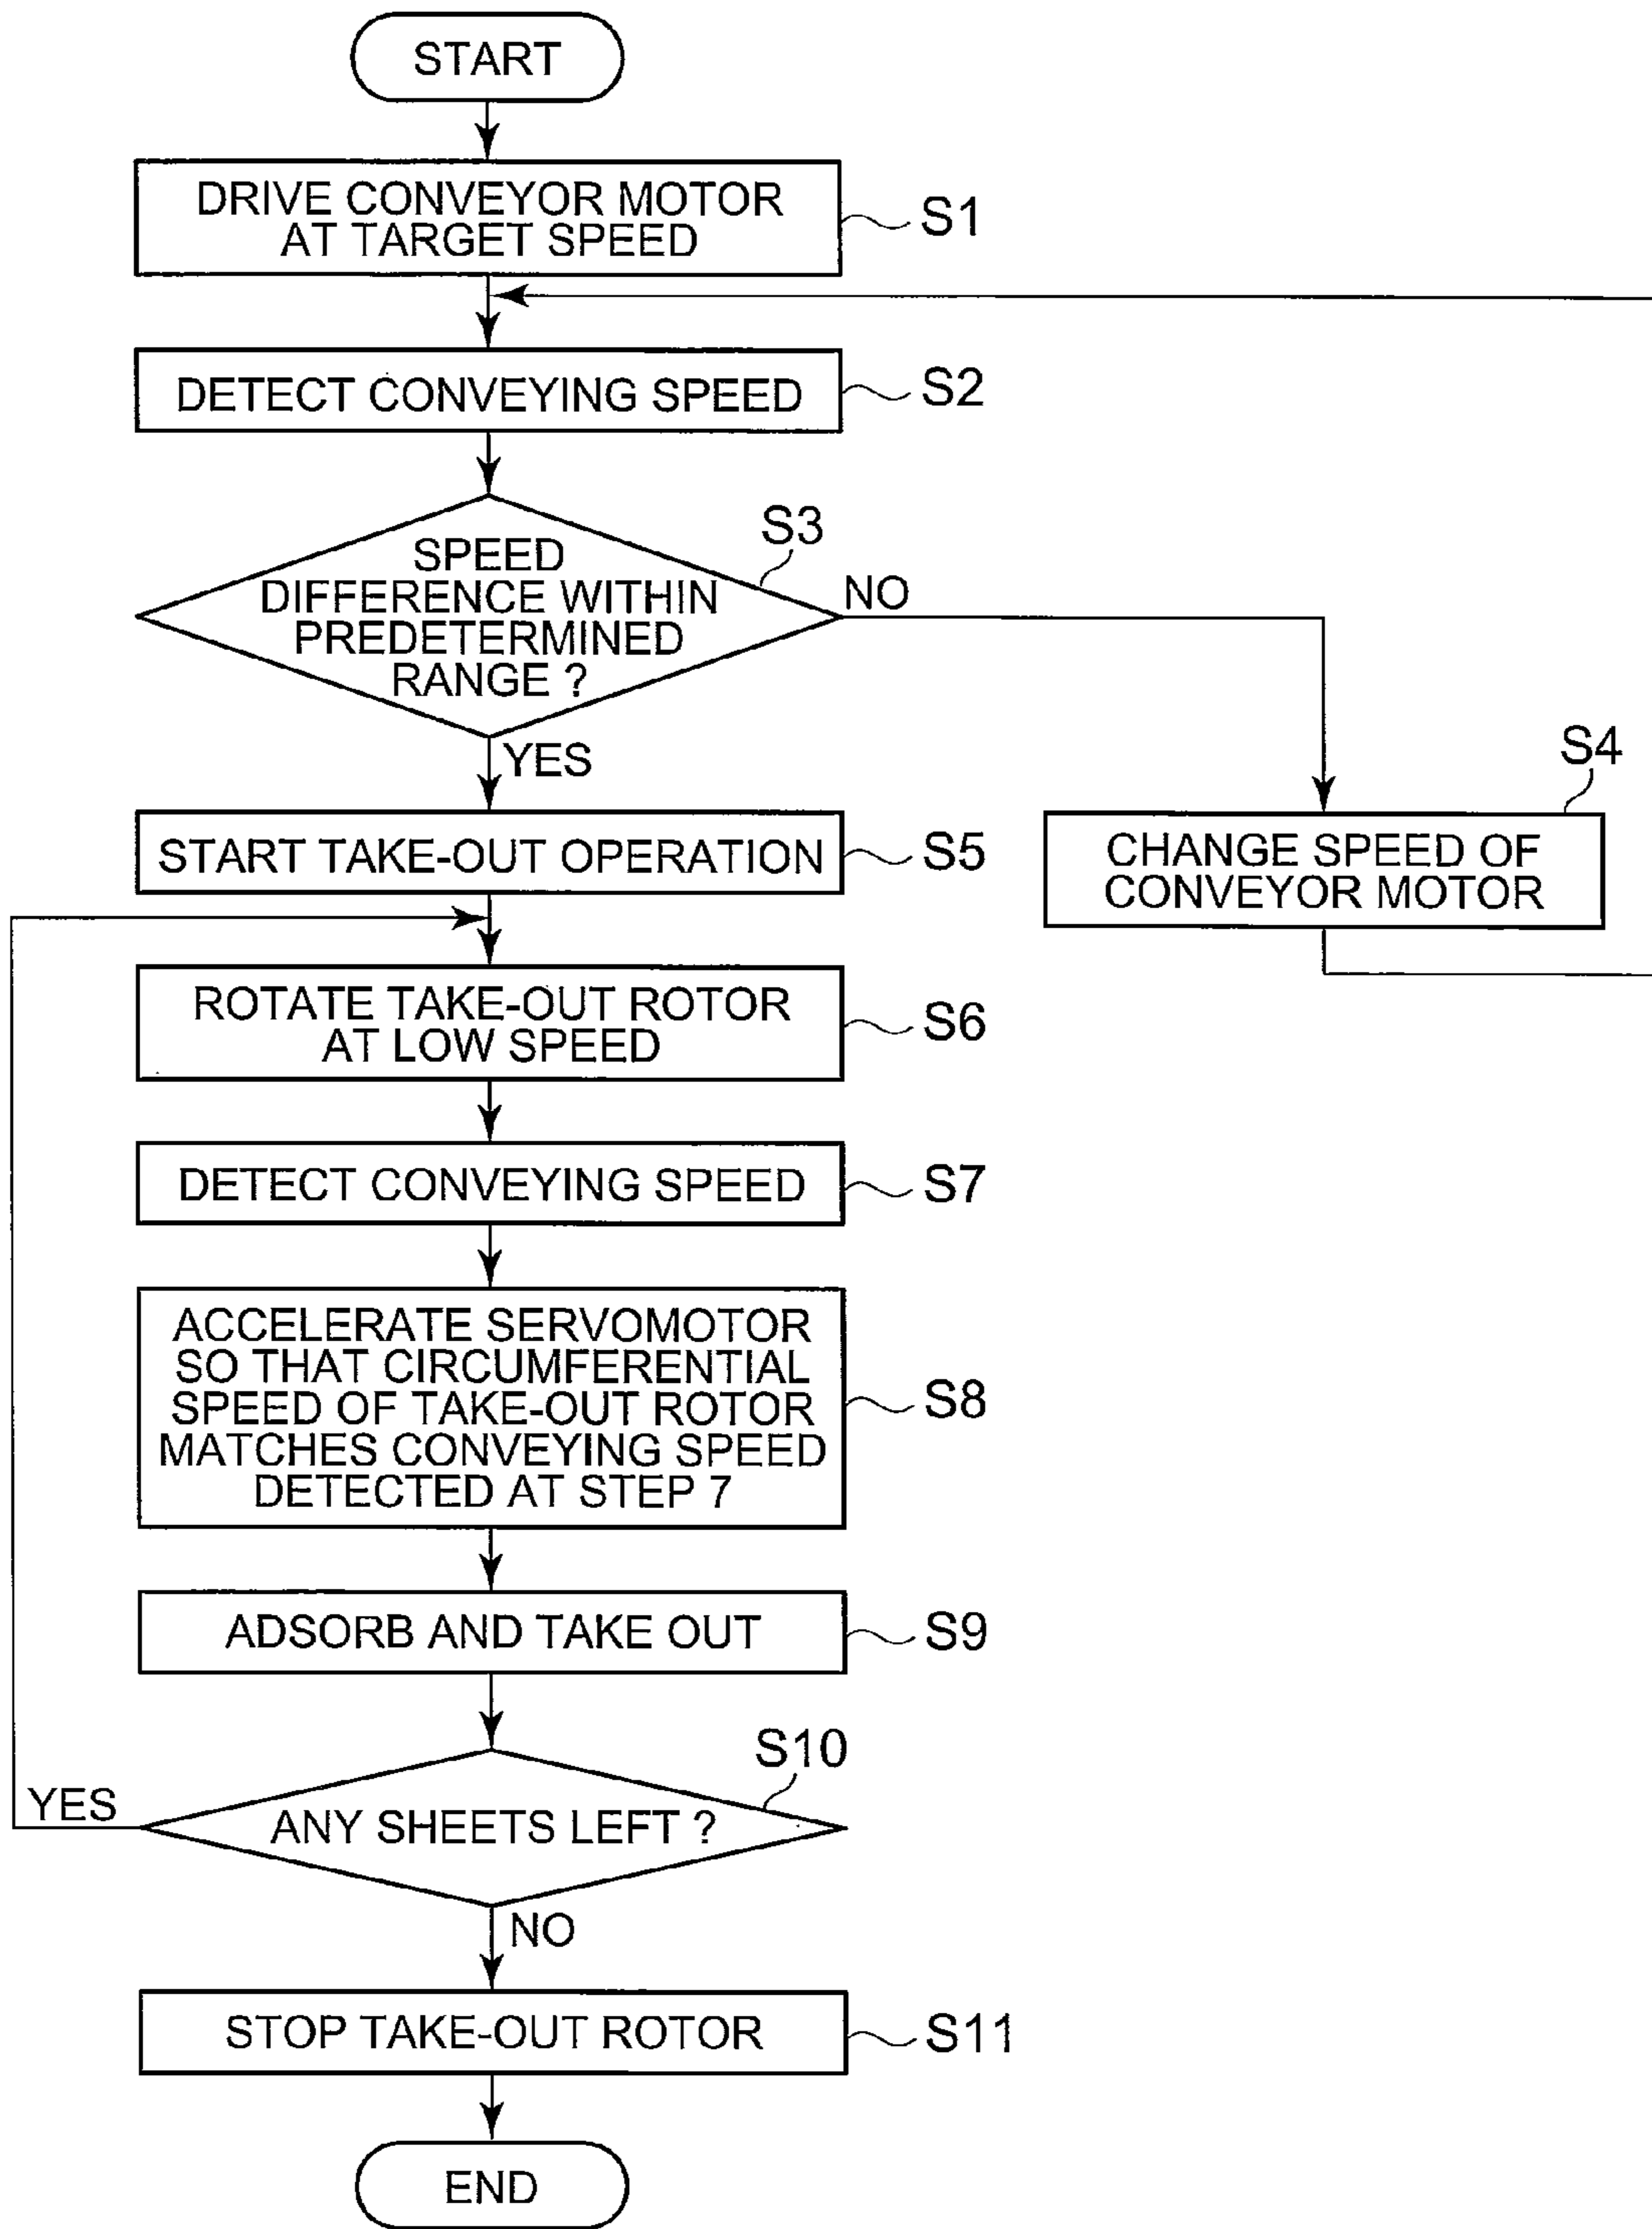 START
DRIVE CONVEYOR MOTOR
AT TARGET SPEED
S1
DETECT CONVEYING SPEED
S2
S3
SPEED
DIFFERENCE WITHIN
PREDETERMINED
RANGE ?
NO
YES
S4
CHANGE SPEED OF
CONVEYOR MOTOR
START TAKE-OUT OPERATION
S5
ROTATE TAKE-OUT ROTOR
AT LOW SPEED
S6
DETECT CONVEYING SPEED
S7
ACCELERATE SERVOMOTOR
SO THAT CIRCUMFERENTIAL
SPEED OF TAKE-OUT ROTOR
MATCHES CONVEYING SPEED
DETECTED AT STEP 7
S8
ADSORB AND TAKE OUT
S9
S10
YES
ANY SHEETS LEFT ?
NO
STOP TAKE-OUT ROTOR
S11
END